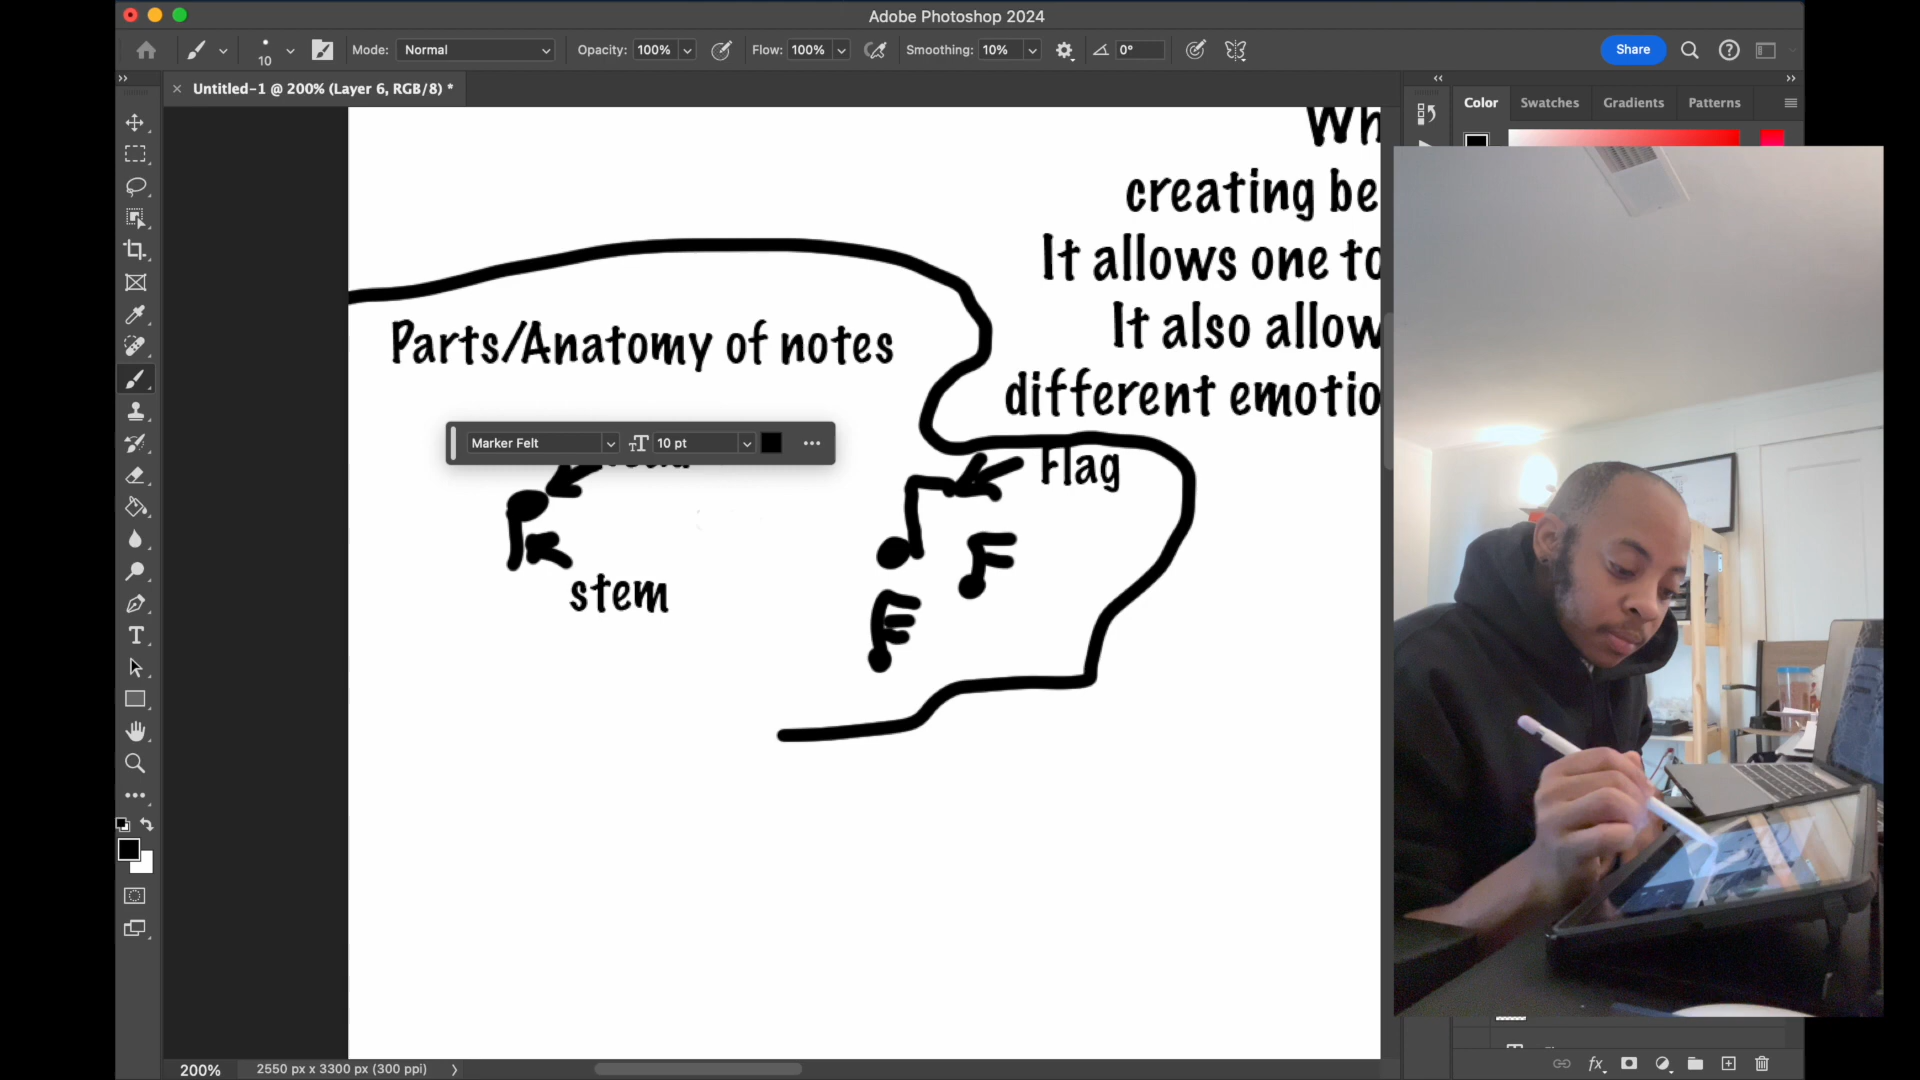 Adobe Photoshop 2024
10
Mode: Normal
Opacity: 100%
Flow: 100%
Smoothing: 10%
0°
Share
Untitled-1 @ 200% (Layer 6, RGB/8) *
Color
Swatches
Gradients
Patterns
Wh
creating be
It allows one to
It also allow
different emotio
Parts/Anatomy of notes
Marker Felt
10 pt
Flag
stem
200%
2550 px x 3300 px (300 ppi)